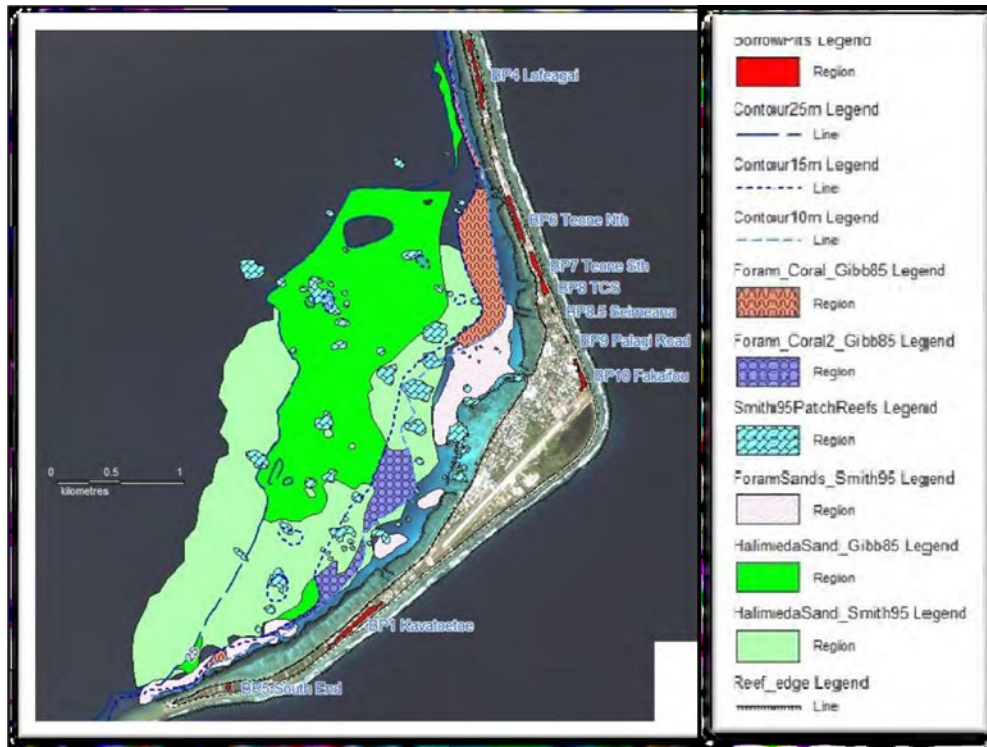 BP4 Lofeagai
BP6 Teone Nth
BP7 Teone Sth
BP8 TCS
BP8.5 Seimeana
BP9 Palagi Road
BP10 Fakaifou
0 0.5 1
kilometres
BP1 Kavatoetoe
25
BP5 South End
BorrowPits Legend
Region
Contour25m Legend
Line
Contour15m Legend
Line
Contour10m Legend
Line
Foram_Coral_Gibb85 Legend
Region
Foram_Coral2_Gibb85 Legend
Region
Smith95PatchReefs Legend
Region
ForamSands_Smith95 Legend
Region
HalimedaSand_Gibb85 Legend
Region
HalimedaSand_Smith95 Legend
Region
Reef_edge Legend
Line